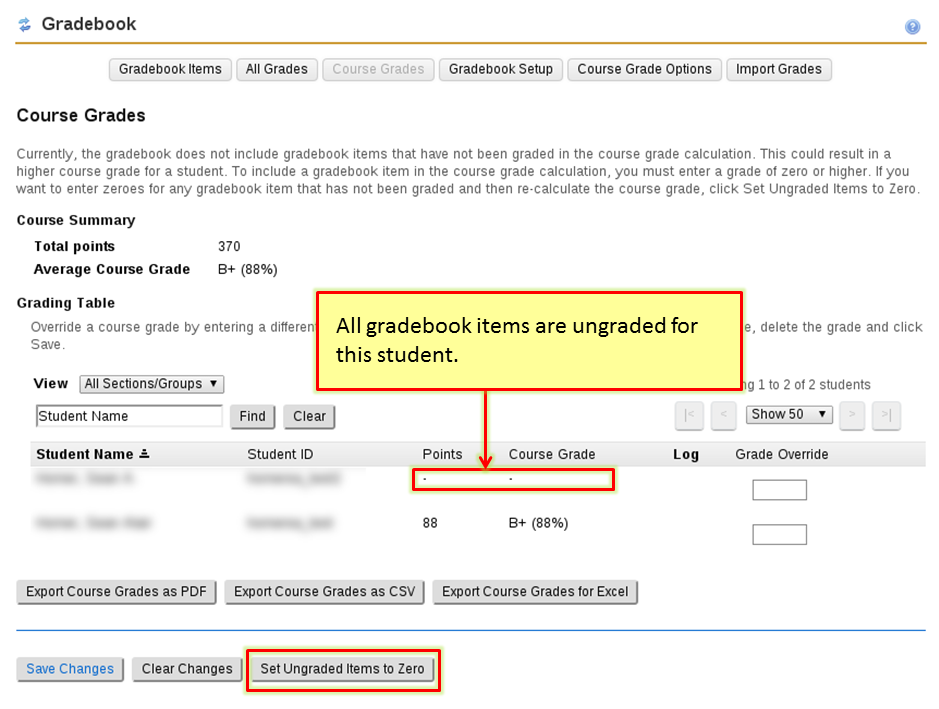 Gradebook
Gradebook Items
All Grades
Course Grades
Gradebook Setup
Course Grade Options
Import Grades
Course Grades
Currently, the gradebook does not include gradebook items that have not been graded in the course grade calculation. This could result in a
higher course grade for a student. To include a gradebook item in the course grade calculation, you must enter a grade of zero or higher. If you
want to enter zeroes for any gradebook item that has not been graded and then re-calculate the course grade, click Set Ungraded Items to Zero.
Course Summary
Total points 370
Average Course Grade B+ (88%)
Grading Table
Override a course grade by entering a different
e, delete the grade and click
Save.
All gradebook items are ungraded for
this student.
View All Sections/Groups ▼
ng 1 to 2 of 2 students
Student Name Find Clear
|< < Show 50 ▼ > >|
Student Name Student ID Points Course Grade Log Grade Override
- -
88 B+ (88%)
Export Course Grades as PDF
Export Course Grades as CSV
Export Course Grades for Excel
Save Changes
Clear Changes
Set Ungraded Items to Zero